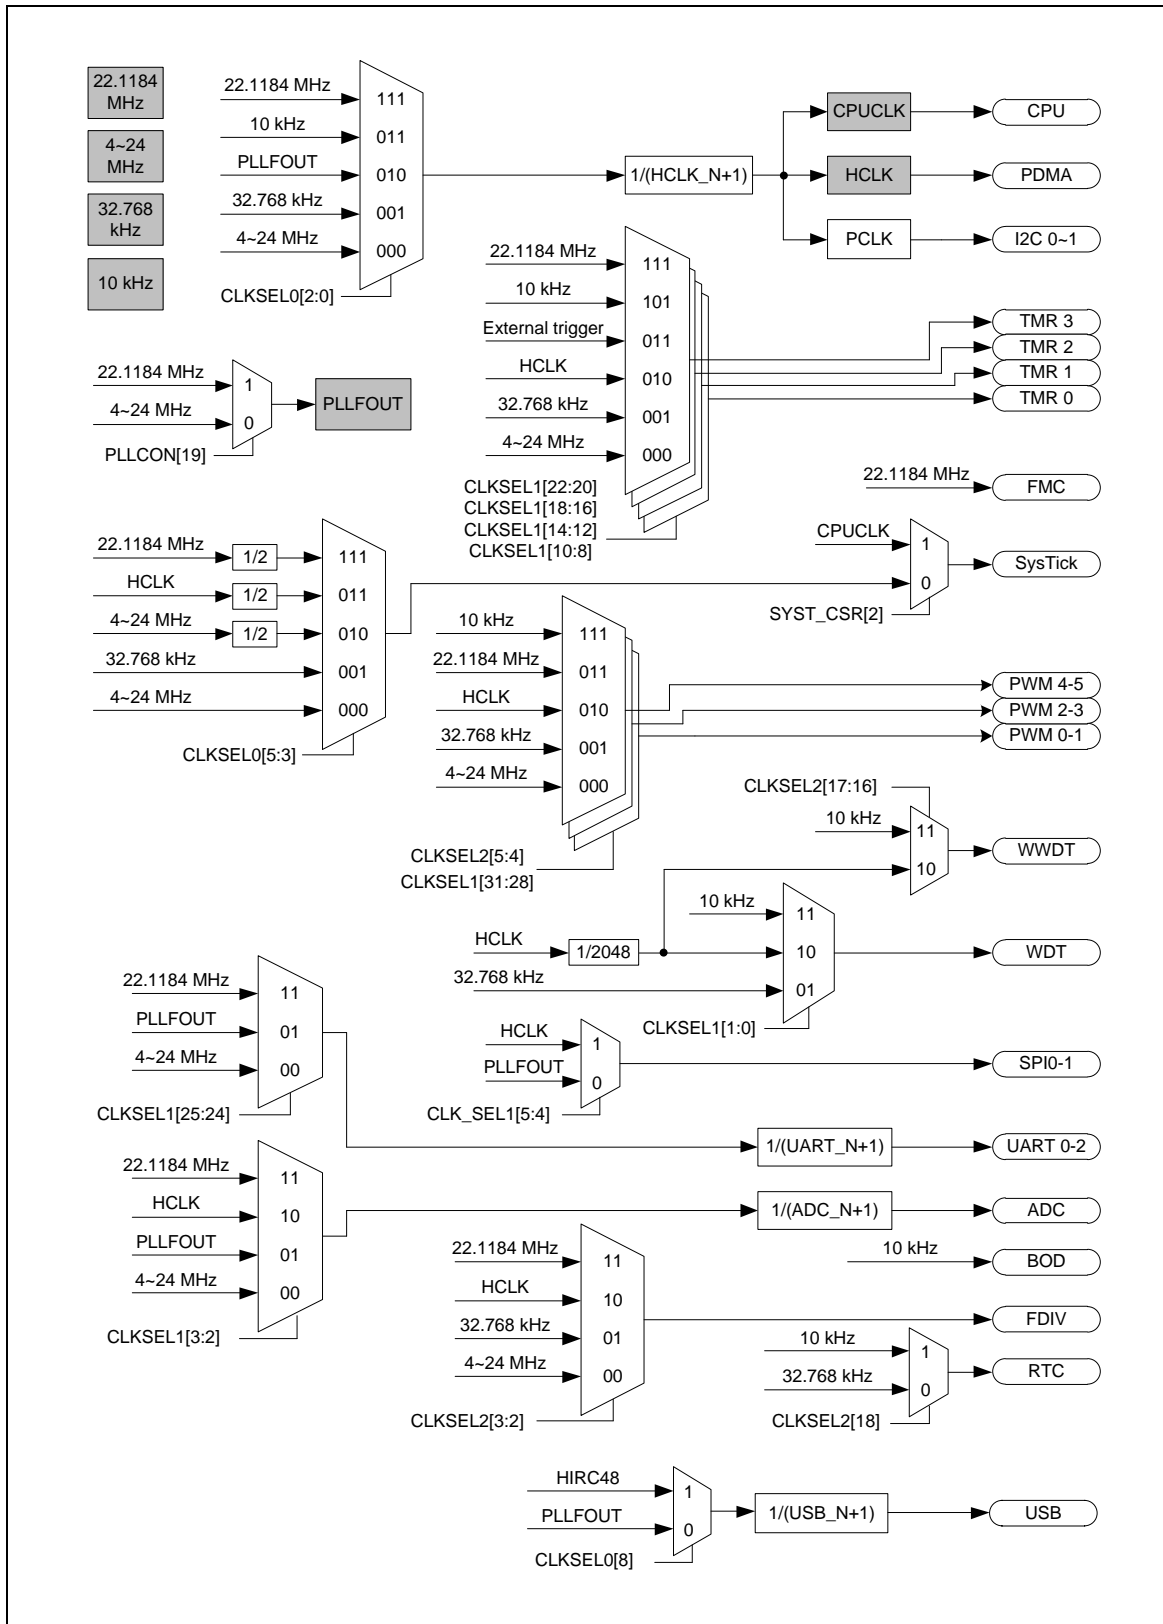 22.1184
MHz
4~24
MHz
32.768
kHz
10 kHz
22.1184 MHz
111
10 kHz
011
PLLFOUT
010
32.768 kHz
001
4~24 MHz
000
CLKSEL0[2:0]
1/(HCLK_N+1)
CPUCLK
CPU
HCLK
PDMA
PCLK
I2C 0~1
22.1184 MHz
111
10 kHz
101
External trigger
011
HCLK
010
32.768 kHz
001
4~24 MHz
000
CLKSEL1[22:20]
CLKSEL1[18:16]
CLKSEL1[14:12]
CLKSEL1[10:8]
TMR 3
TMR 2
TMR 1
TMR 0
22.1184 MHz
1
4~24 MHz
0
PLLCON[19]
PLLFOUT
22.1184 MHz
FMC
22.1184 MHz
1/2
111
HCLK
1/2
011
4~24 MHz
1/2
010
32.768 kHz
001
4~24 MHz
000
CLKSEL0[5:3]
CPUCLK
1
0
SYST_CSR[2]
SysTick
10 kHz
111
22.1184 MHz
011
HCLK
010
32.768 kHz
001
4~24 MHz
000
CLKSEL2[5:4]
CLKSEL1[31:28]
PWM 4-5
PWM 2-3
PWM 0-1
CLKSEL2[17:16]
10 kHz
11
10
WWDT
10 kHz
11
HCLK
1/2048
10
32.768 kHz
01
CLKSEL1[1:0]
WDT
22.1184 MHz
11
PLLFOUT
01
4~24 MHz
00
CLKSEL1[25:24]
HCLK
1
PLLFOUT
0
CLK_SEL1[5:4]
SPI0-1
1/(UART_N+1)
UART 0-2
22.1184 MHz
11
HCLK
10
PLLFOUT
01
4~24 MHz
00
CLKSEL1[3:2]
1/(ADC_N+1)
ADC
10 kHz
BOD
22.1184 MHz
11
HCLK
10
32.768 kHz
01
4~24 MHz
00
CLKSEL2[3:2]
FDIV
10 kHz
1
32.768 kHz
0
CLKSEL2[18]
RTC
HIRC48
1
PLLFOUT
0
CLKSEL0[8]
1/(USB_N+1)
USB